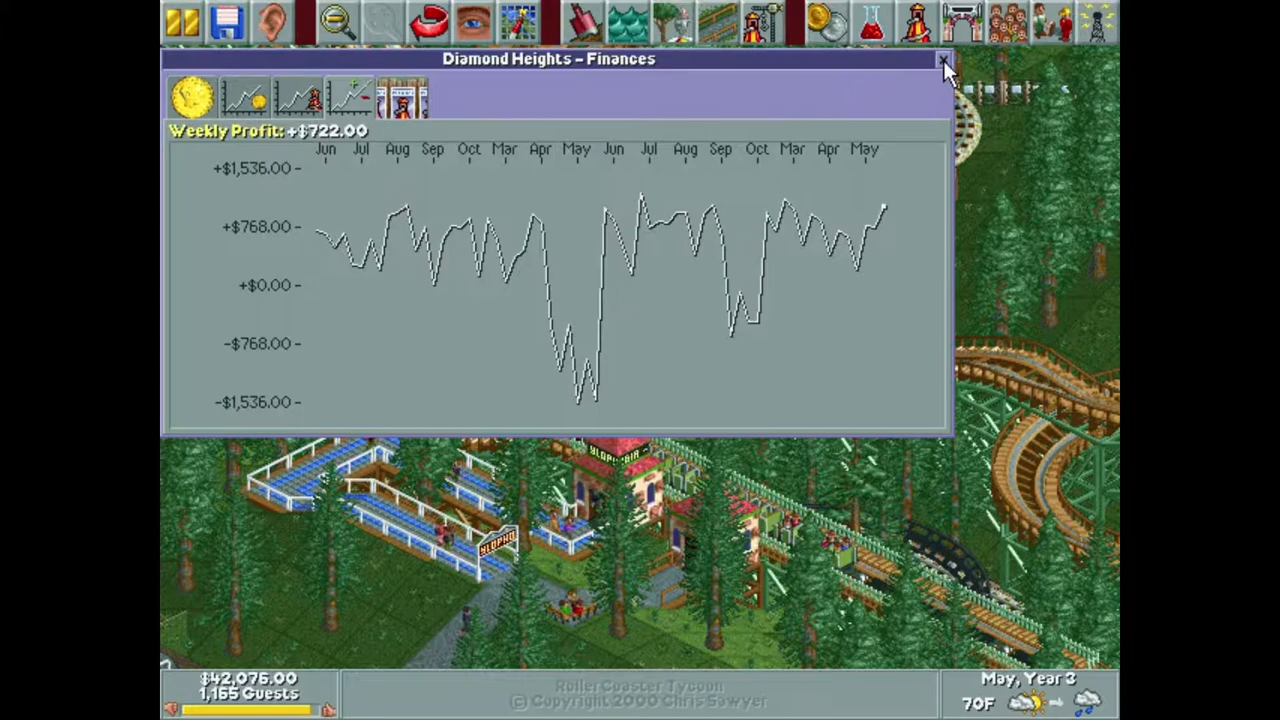 Diamond Heights - Finances
Weekly Profit: +$722.00
Jun Jul Aug Sep Oct Mar Apr May Jun Jul Aug Sep Oct Mar Apr May
+$1,536.00 -
+$768.00 -
+$0.00 -
-$768.00 -
-$1,536.00 -
$42,076.00
1,165 Guests
RollerCoaster Tycoon
© Copyright 2000 Chris Sawyer
May, Year 3
70F